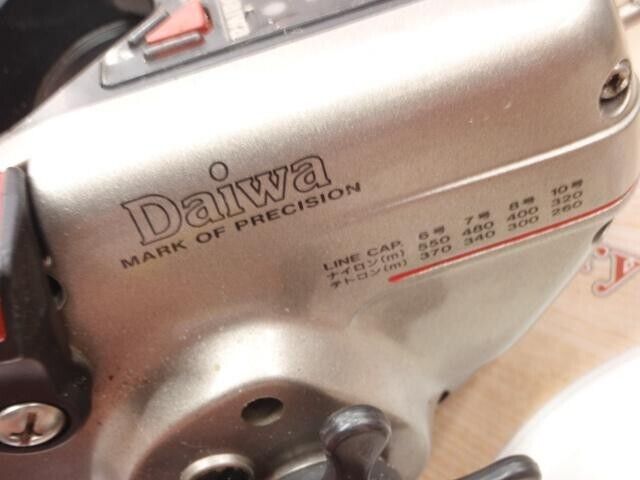 Daiwa
MARK OF PRECISION
LINE CAP. 6号 7号 8号 10号
ナイロン(m) 550 480 400 320
テトロン(m) 370 340 300 260